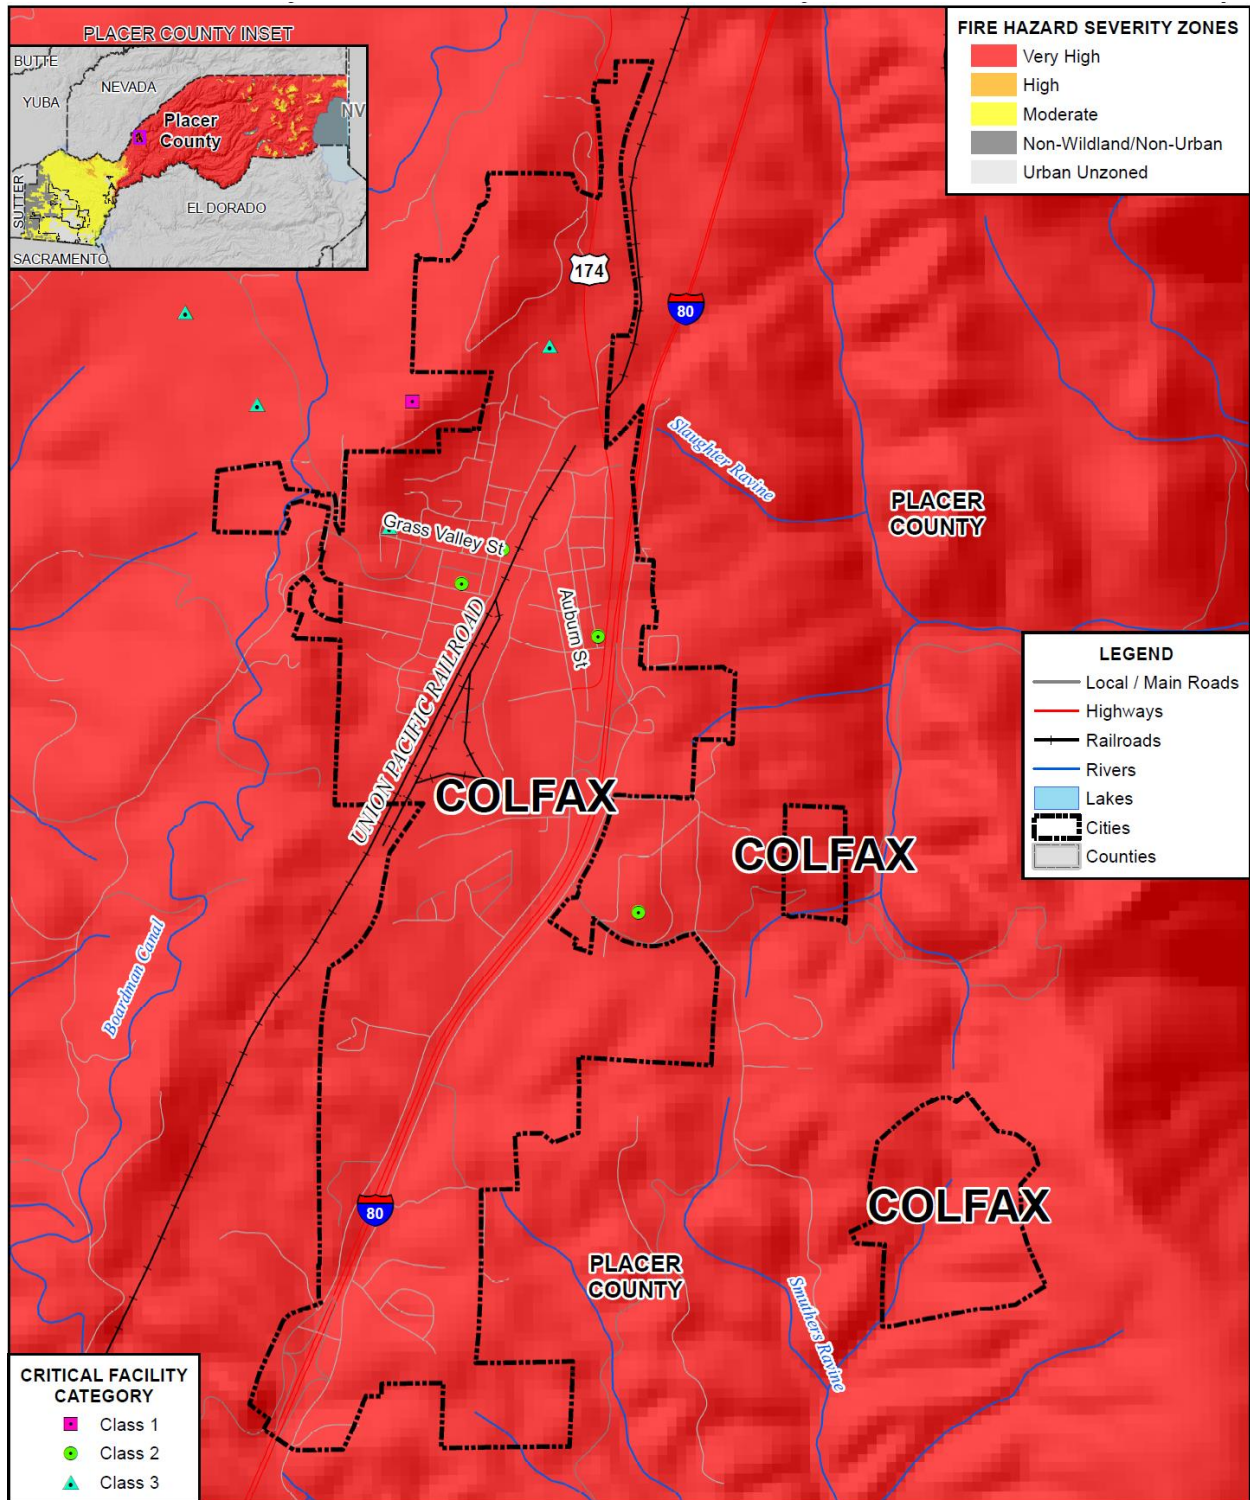 PLACER COUNTY INSET
BUTTE
NEVADA
YUBA
Placer
County
NV
SUTTER
EL DORADO
SACRAMENTO
FIRE HAZARD SEVERITY ZONES
Very High
High
Moderate
Non-Wildland/Non-Urban
Urban Unzoned
174
80
Slaughter Ravine
PLACER
COUNTY
Grass Valley St
Auburn St
UNION PACIFIC RAILROAD
LEGEND
Local / Main Roads
Highways
Railroads
Rivers
Lakes
Cities
Counties
COLFAX
COLFAX
Boardman Canal
COLFAX
80
PLACER
COUNTY
Smuthers Ravine
CRITICAL FACILITY
CATEGORY
Class 1
Class 2
Class 3